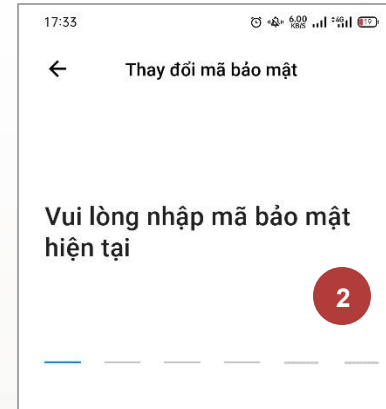 17:33 6.00 KB/S 4G 19
Thay đổi mã bảo mật
Vui lòng nhập mã bảo mật
hiện tại
2